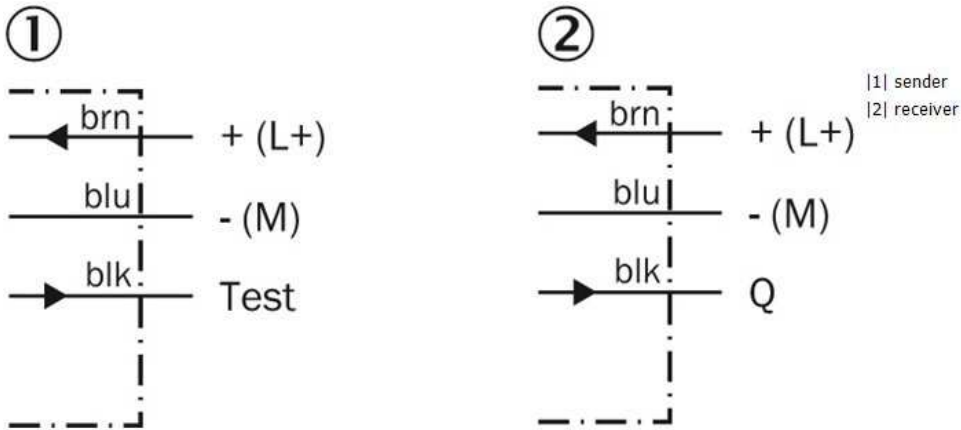 ① ②
|1| sender
|2| receiver
brn + (L+)
blu - (M)
blk Test
brn + (L+)
blu - (M)
blk Q